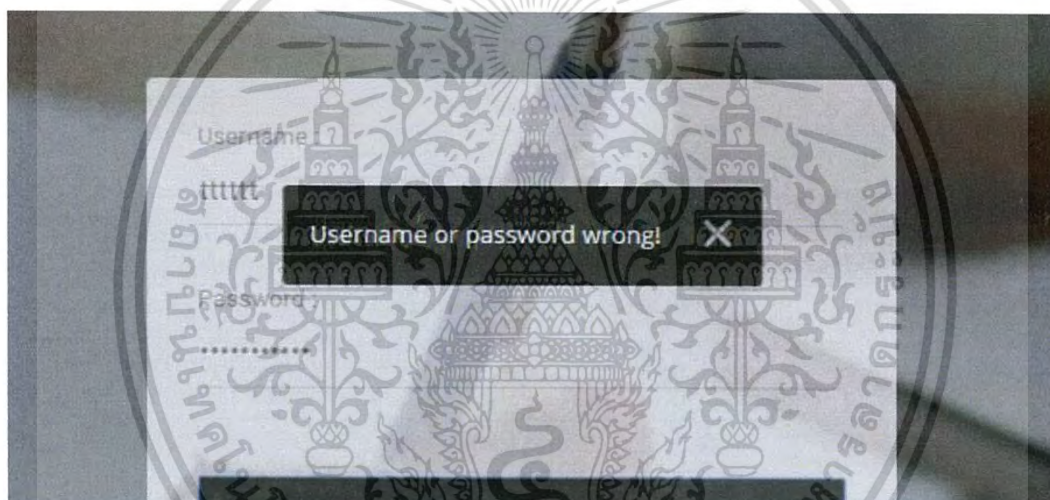 Username :
tttttt
Username or password wrong! ×
Password :
••••••••••••